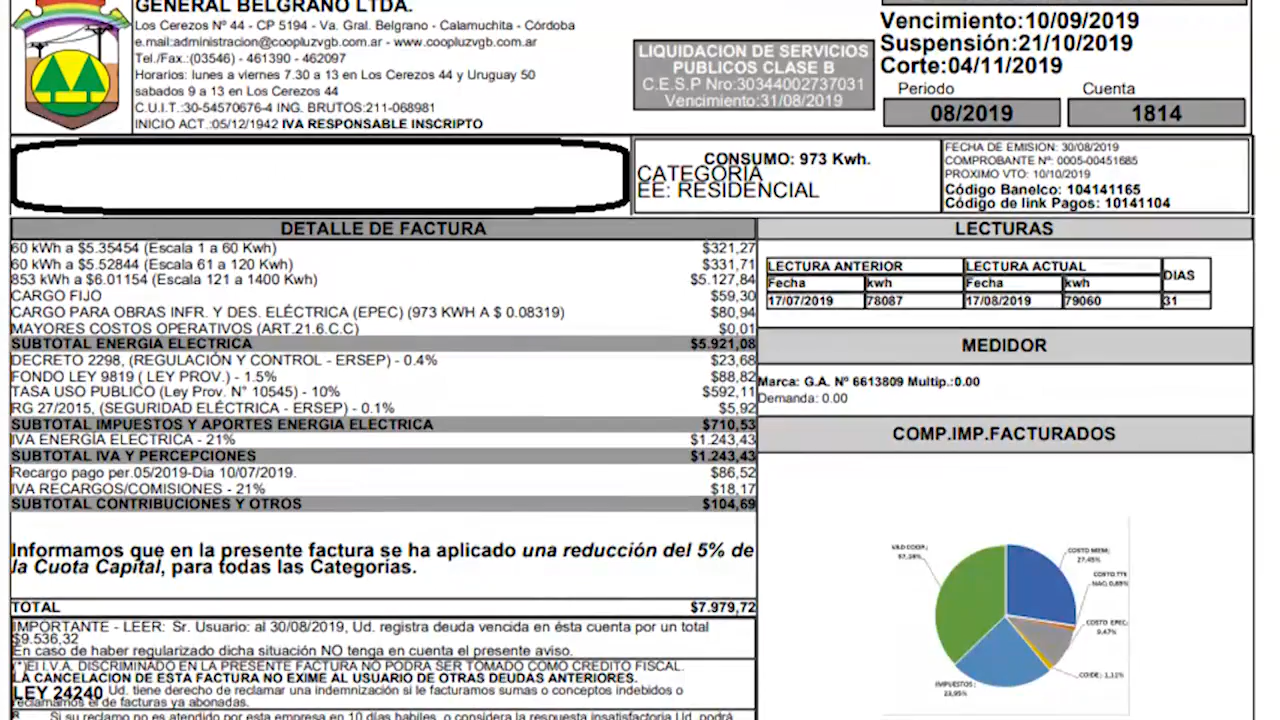 GENERAL BELGRANO LTDA.
Los Cerezos Nº 44 - CP 5194 - Va. Gral. Belgrano - Calamuchita - Córdoba
e.mail:administracion@coopluzvgb.com.ar - www.coopluzvgb.com.ar
Tel./Fax.:(03546) - 461390 - 462097
Horarios: lunes a viernes 7.30 a 13 en Los Cerezos 44 y Uruguay 50
sabados 9 a 13 en Los Cerezos 44
C.U.I.T.:30-54570676-4 ING. BRUTOS:211-068981
INICIO ACT.:05/12/1942 IVA RESPONSABLE INSCRIPTO
LIQUIDACION DE SERVICIOS
PUBLICOS CLASE B
C.E.S.P Nro:30344002737031
Vencimiento:31/08/2019
Vencimiento:10/09/2019
Suspensión:21/10/2019
Corte:04/11/2019
Periodo Cuenta
08/2019 1814
CONSUMO: 973 Kwh.
CATEGORIA
EE: RESIDENCIAL
FECHA DE EMISION: 30/08/2019
COMPROBANTE Nº: 0005-00451685
PROXIMO VTO: 10/10/2019
Código Banelco: 104141165
Código de link Pagos: 10141104
DETALLE DE FACTURA
60 kWh a $5.35454 (Escala 1 a 60 Kwh) $321,27
60 kWh a $5.52844 (Escala 61 a 120 Kwh) $331,71
853 kWh a $6.01154 (Escala 121 a 1400 Kwh) $5.127,84
CARGO FIJO $59,30
CARGO PARA OBRAS INFR. Y DES. ELÉCTRICA (EPEC) (973 KWH A $ 0.08319) $80,94
MAYORES COSTOS OPERATIVOS (ART.21.6.C.C) $0,01
SUBTOTAL ENERGIA ELECTRICA $5.921,08
DECRETO 2298, (REGULACIÓN Y CONTROL - ERSEP) - 0.4% $23,68
FONDO LEY 9819 ( LEY PROV.) - 1.5% $88,82
TASA USO PUBLICO (Ley Prov. N° 10545) - 10% $592,11
RG 27/2015, (SEGURIDAD ELÉCTRICA - ERSEP) - 0.1% $5,92
SUBTOTAL IMPUESTOS Y APORTES ENERGIA ELECTRICA $710,53
IVA ENERGÍA ELECTRICA - 21% $1.243,43
SUBTOTAL IVA Y PERCEPCIONES $1.243,43
Recargo pago per.05/2019-Dia 10/07/2019. $86,52
IVA RECARGOS/COMISIONES - 21% $18,17
SUBTOTAL CONTRIBUCIONES Y OTROS $104,69
Informamos que en la presente factura se ha aplicado una reducción del 5% de
la Cuota Capital, para todas las Categorías.
TOTAL $7.979,72
IMPORTANTE - LEER: Sr. Usuario: al 30/08/2019, Ud. registra deuda vencida en ésta cuenta por un total
$9.536,32
En caso de haber regularizado dicha situación NO tenga en cuenta el presente aviso.
(*)El I.V.A. DISCRIMINADO EN LA PRESENTE FACTURA NO PODRA SER TOMADO COMO CREDITO FISCAL.
LA CANCELACION DE ESTA FACTURA NO EXIME AL USUARIO DE OTRAS DEUDAS ANTERIORES.
LEY 24240 Ud. tiene derecho de reclamar una indemnización si le facturamos sumas o conceptos indebidos o
reclamamos el de facturas ya abonadas.
Si su reclamo no es atendido por esta empresa en 10 días habiles, o considera la respuesta insatisfactoria Ud. podrá
LECTURAS
LECTURA ANTERIOR LECTURA ACTUAL DIAS
Fecha kwh Fecha kwh
17/07/2019 78087 17/08/2019 79060 31
MEDIDOR
Marca: G.A. Nº 6613809 Multip.:0.00
Demanda: 0.00
COMP.IMP.FACTURADOS
COSTO MEM;
27,45%
COSTO TTE
NAC; 0,85%
COSTO EPEC;
9,47%
IMPUESTOS;
23,95%